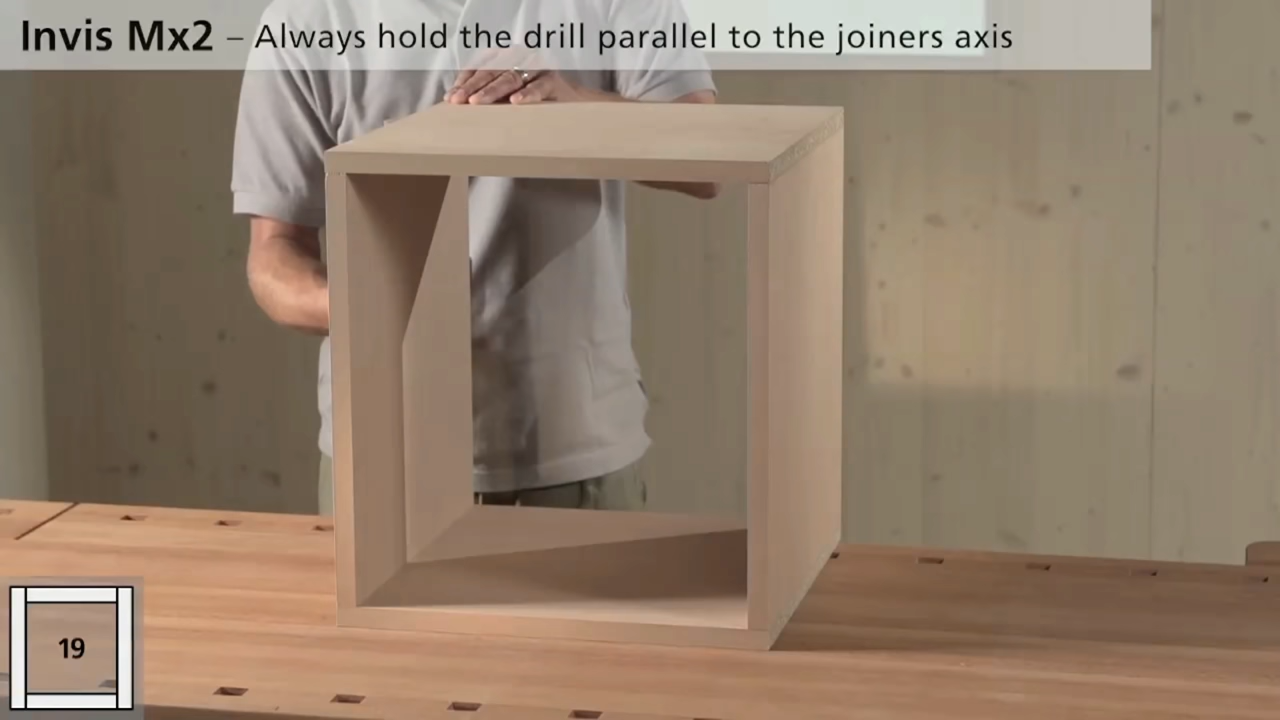 Invis Mx2 – Always hold the drill parallel to the joiners axis
19